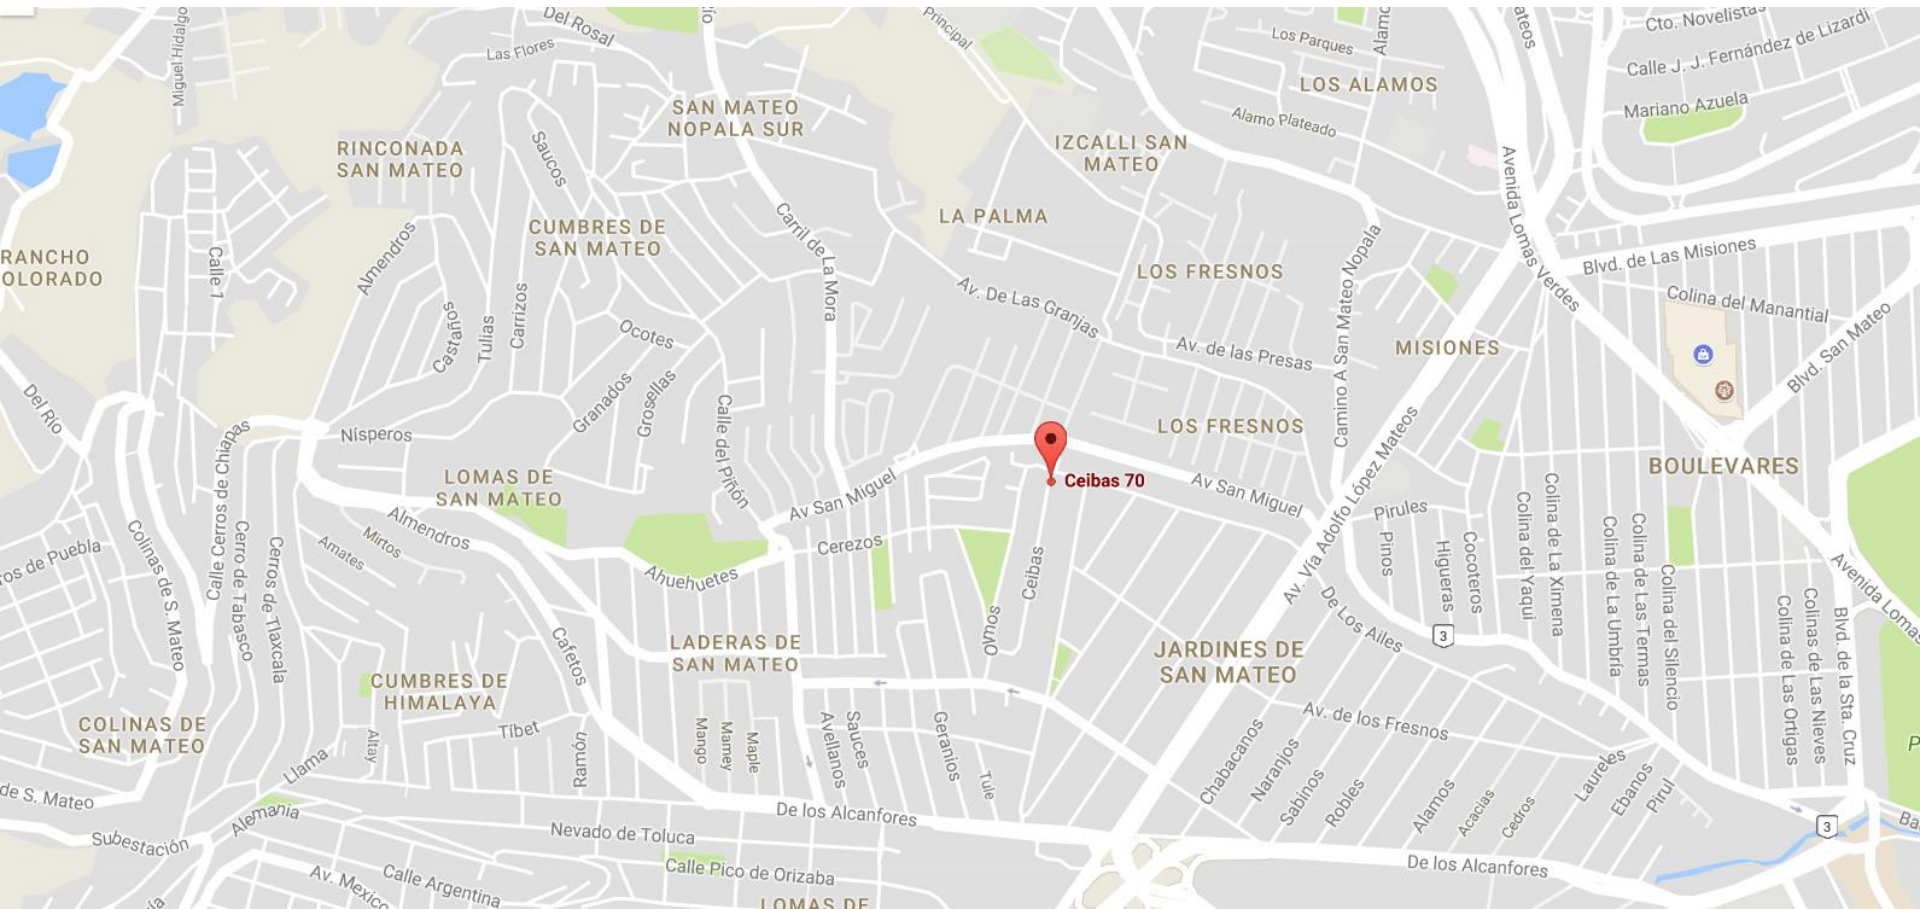 Miguel Hidalgo
Del Rosal
Las Flores
Principal
Los Parques
Alamo
ateos
Cto. Novelistas
Calle J. J. Fernández de Lizardi
LOS ALAMOS
Mariano Azuela
Alamo Plateado
SAN MATEO
NOPALA SUR
IZCALLI SAN
MATEO
RINCONADA
SAN MATEO
Saucos
Avenida Lomas Verdes
LA PALMA
CUMBRES DE
SAN MATEO
Carril de La Mora
Almendros
Calle 1
RANCHO
OLORADO
Camino A San Mateo Nopala
Blvd. de Las Misiones
LOS FRESNOS
Av. De Las Granjas
Colina del Manantial
Castaños
Tulias
Carrizos
Ocotes
Av. de las Presas
MISIONES
Blvd. San Mateo
Del Río
Granados
Grosellas
Calle del Piñón
Nísperos
LOS FRESNOS
Av. Vía Adolfo López Mateos
BOULEVARES
Ceibas 70
Calle Cerros de Chiapas
LOMAS DE
SAN MATEO
Av San Miguel
Av San Miguel
Pirules
Almendros
Mirtos
Amates
Cerezos
Ahuehuetes
Ceibas
Olmos
Pinos
Higueras
Cocoteros
Colina del Yaqui
Colina de La Ximena
Colina de La Umbría
Colina de Las Termas
Colina del Silencio
Avenida Lomas
ros de Puebla
Colinas de S. Mateo
Cerro de Tabasco
Cerros de Tlaxcala
Cafetos
De Los Ailes
3
Colina de Las Ortigas
Colinas de Las Nieves
Blvd. de la Sta. Cruz
LADERAS DE
SAN MATEO
JARDINES DE
SAN MATEO
CUMBRES DE
HIMALAYA
COLINAS DE
SAN MATEO
Tíbet
Altay
Ramón
Mango
Mamey
Maple
Avellanos
Sauces
Geranios
Tule
Av. de los Fresnos
Chabacanos
Naranjos
Sabinos
Robles
Alamos
Acacias
Cedros
Laureles
Ebanos
Pirul
P
Llama
de S. Mateo
Alemania
Subestación
De los Alcanfores
Nevado de Toluca
3
Ba
Calle Pico de Orizaba
De los Alcanfores
Av. Mexico
Calle Argentina
LOMAS DE